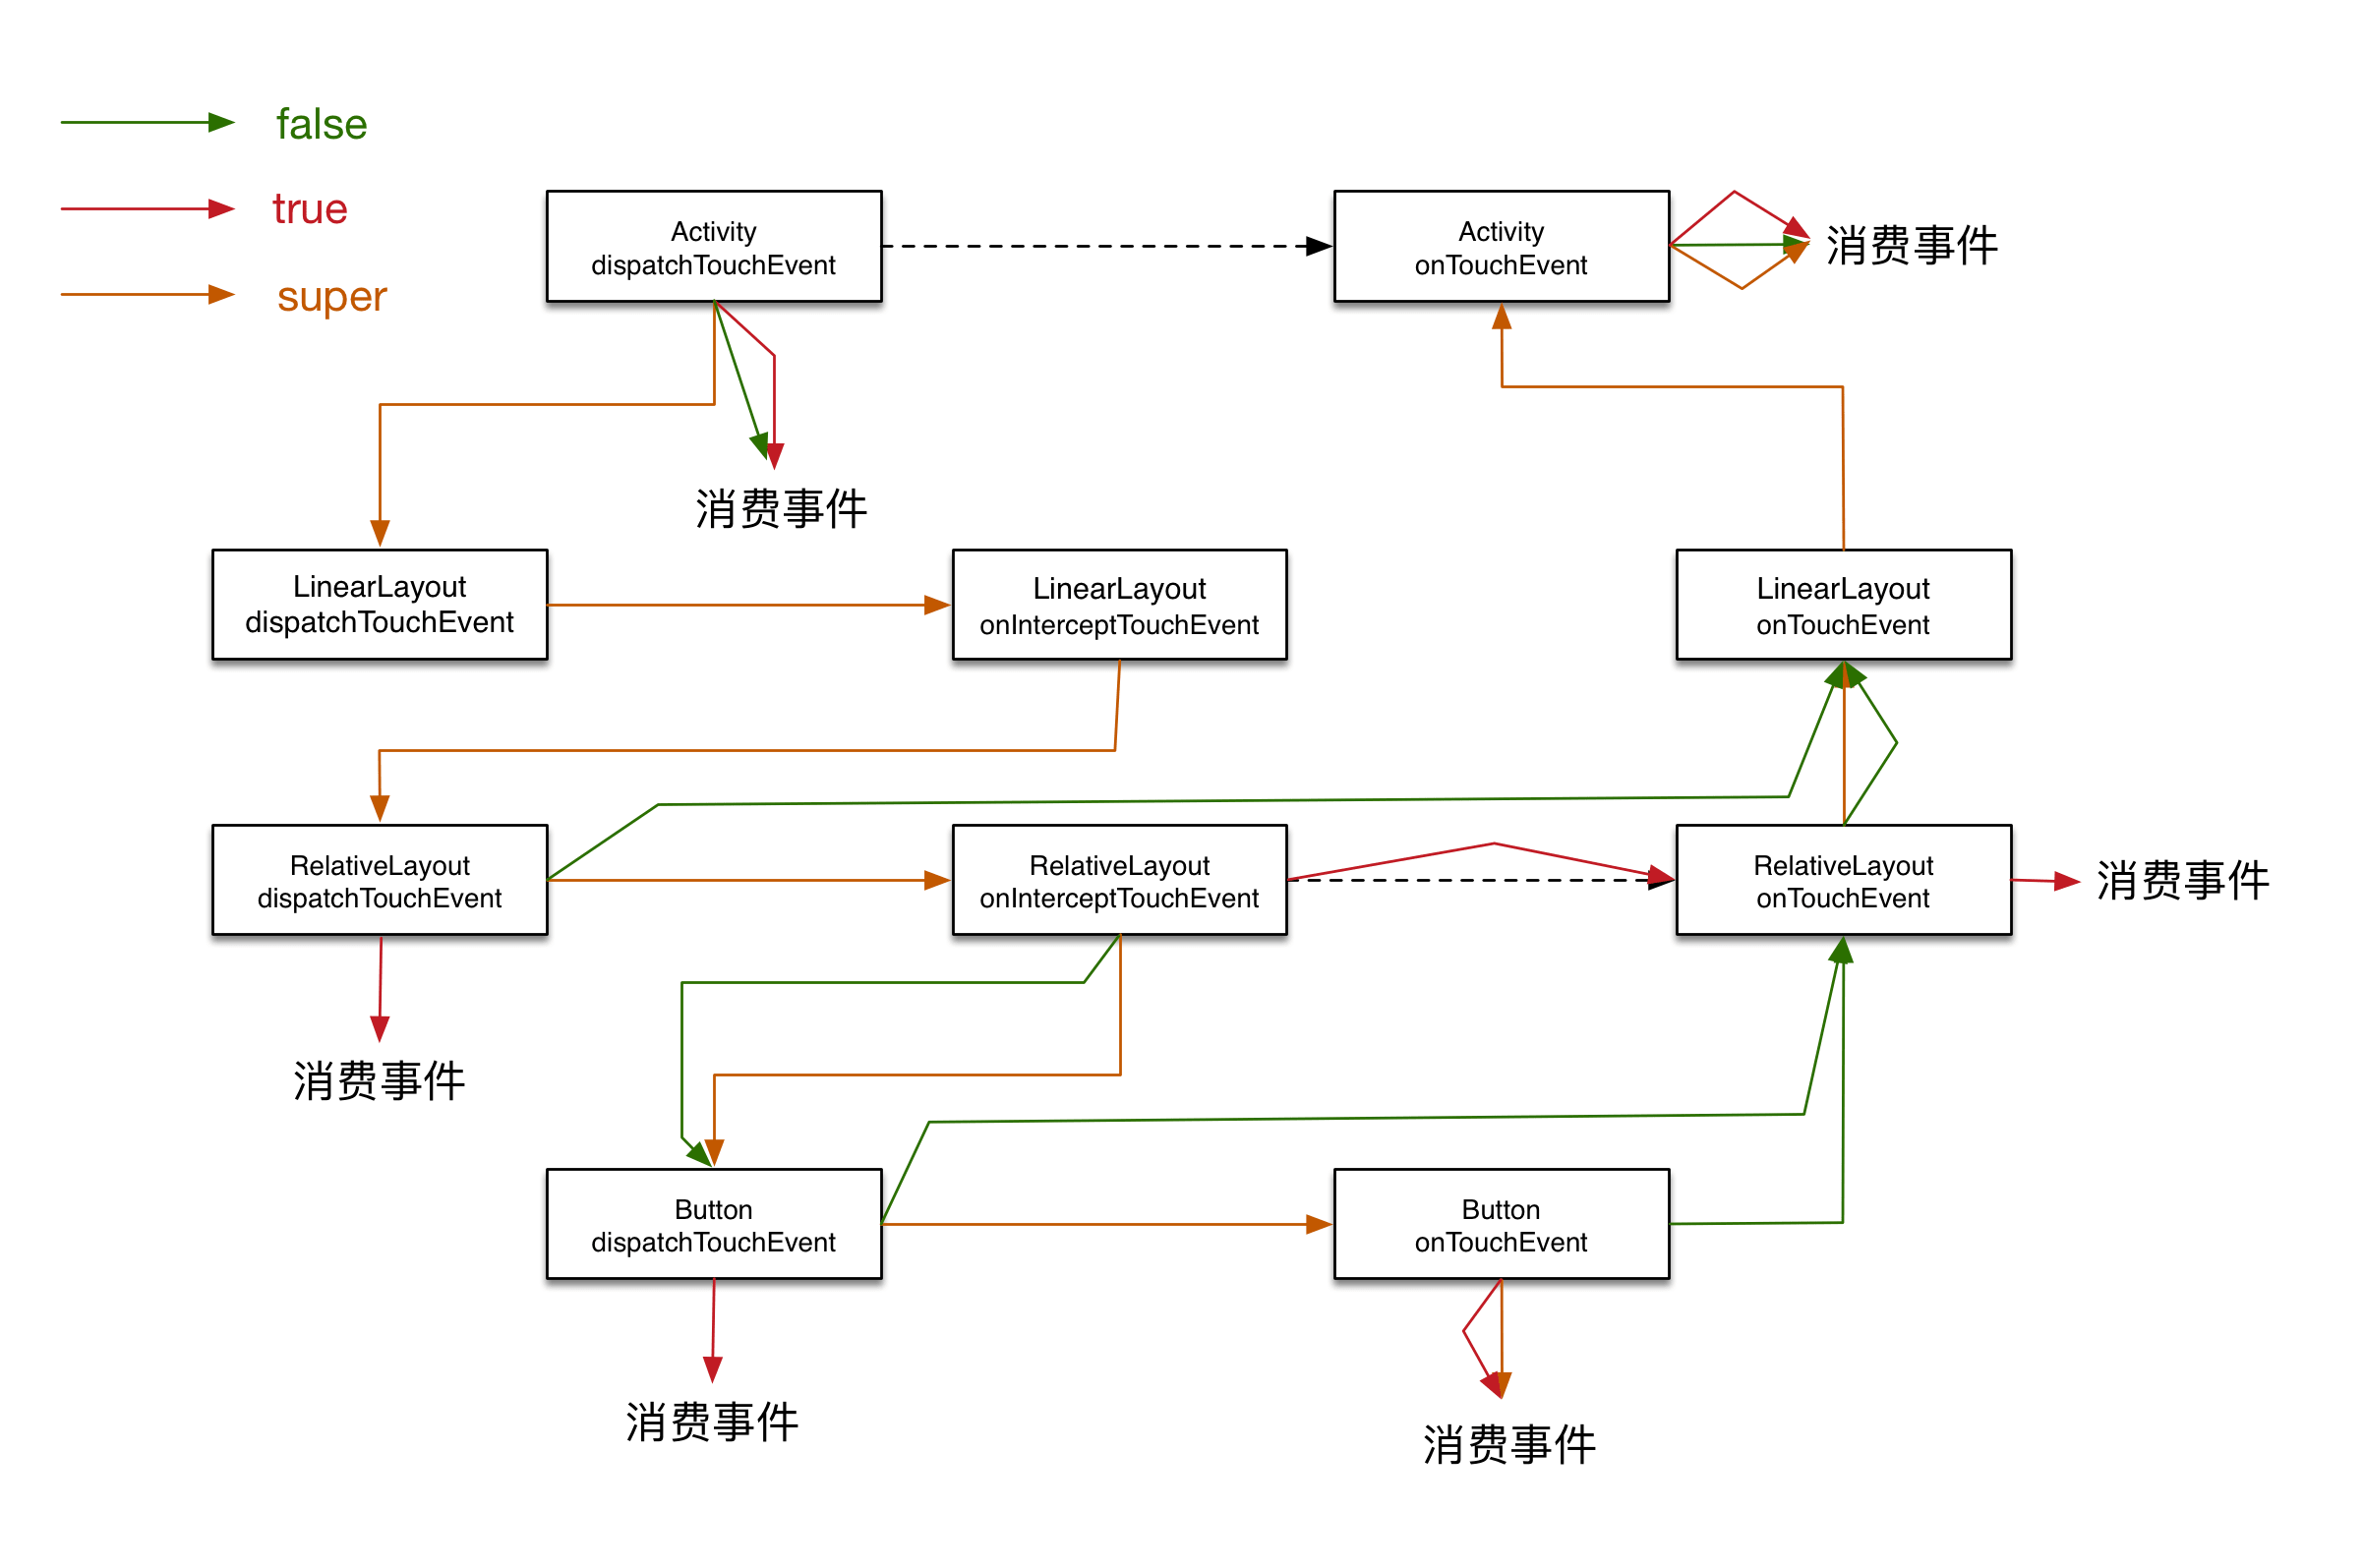 false
true
super
Activity
dispatchTouchEvent
Activity
onTouchEvent
消费事件
消费事件
LinearLayout
dispatchTouchEvent
LinearLayout
onInterceptTouchEvent
LinearLayout
onTouchEvent
RelativeLayout
dispatchTouchEvent
RelativeLayout
onInterceptTouchEvent
RelativeLayout
onTouchEvent
消费事件
消费事件
Button
dispatchTouchEvent
Button
onTouchEvent
消费事件
消费事件